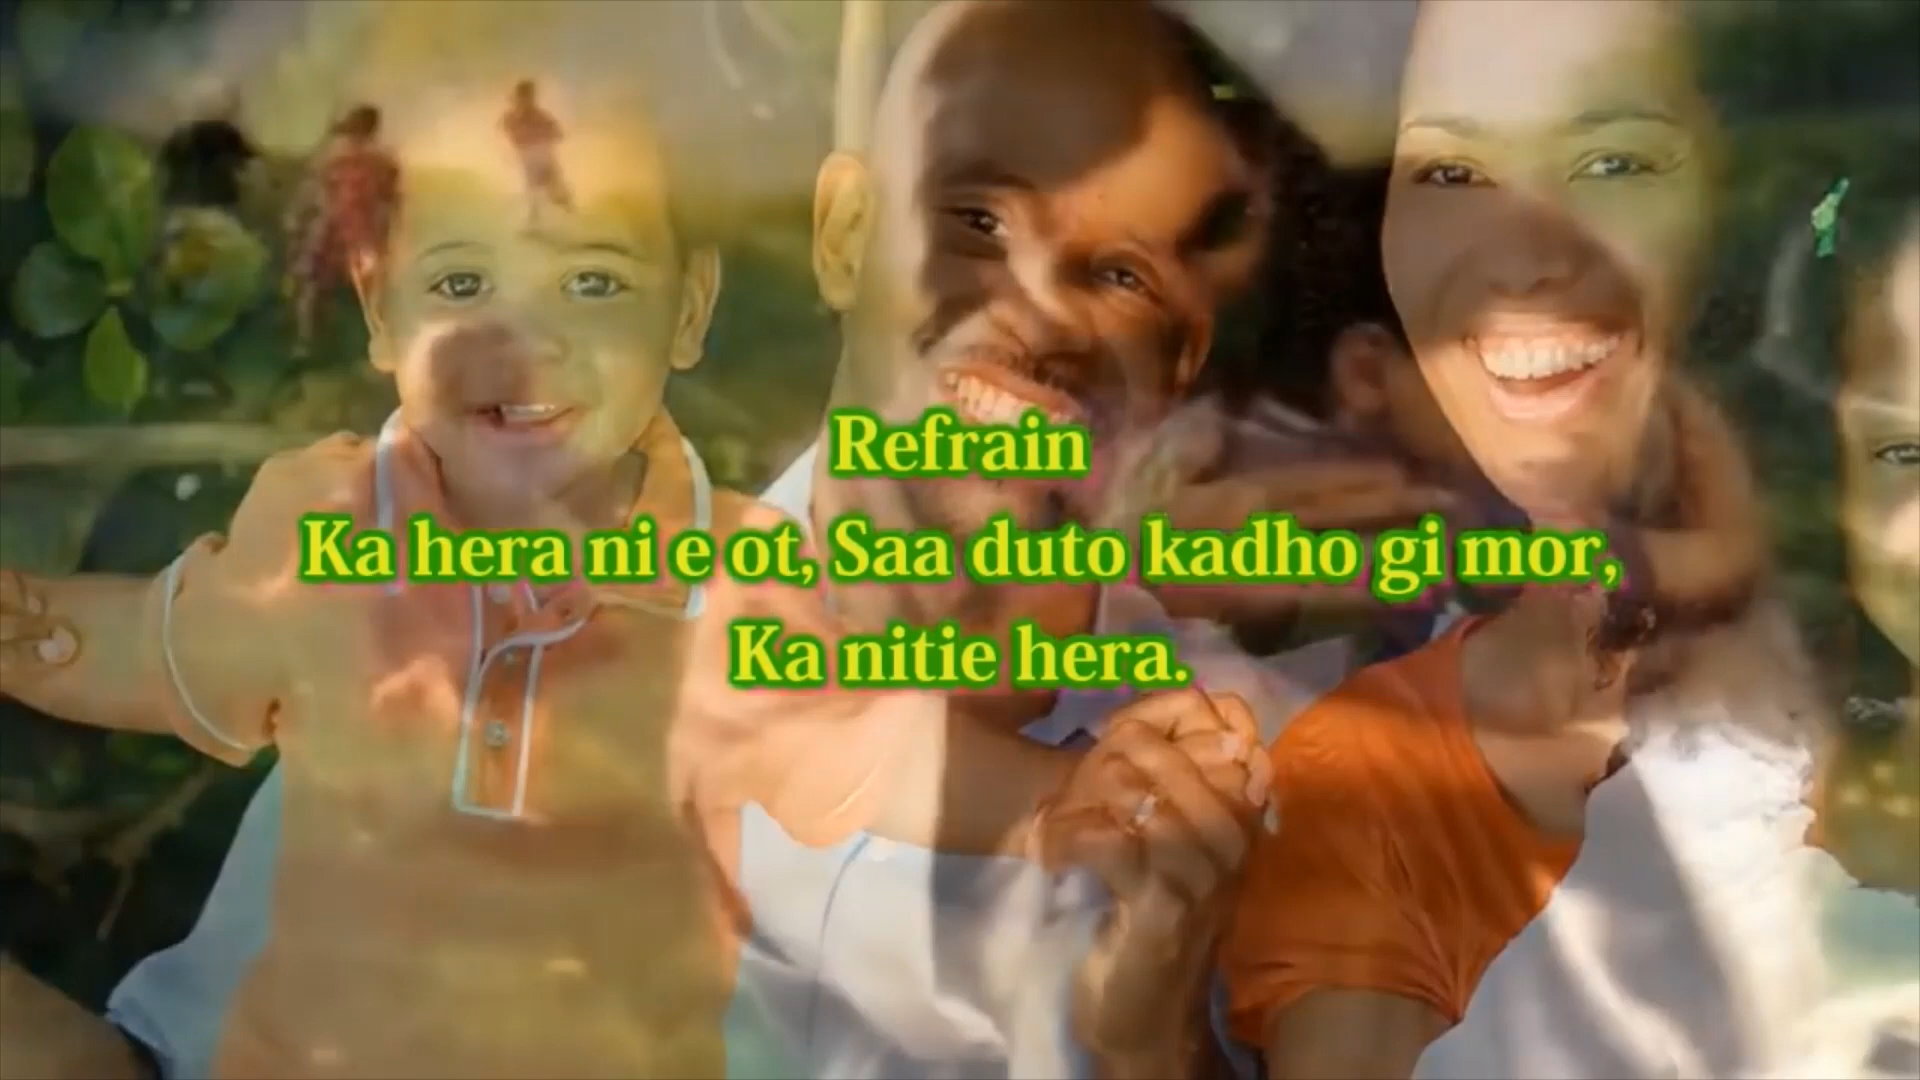 Refrain
Ka hera ni e ot, Saa duto kadho gi mor,
Ka nitie hera.